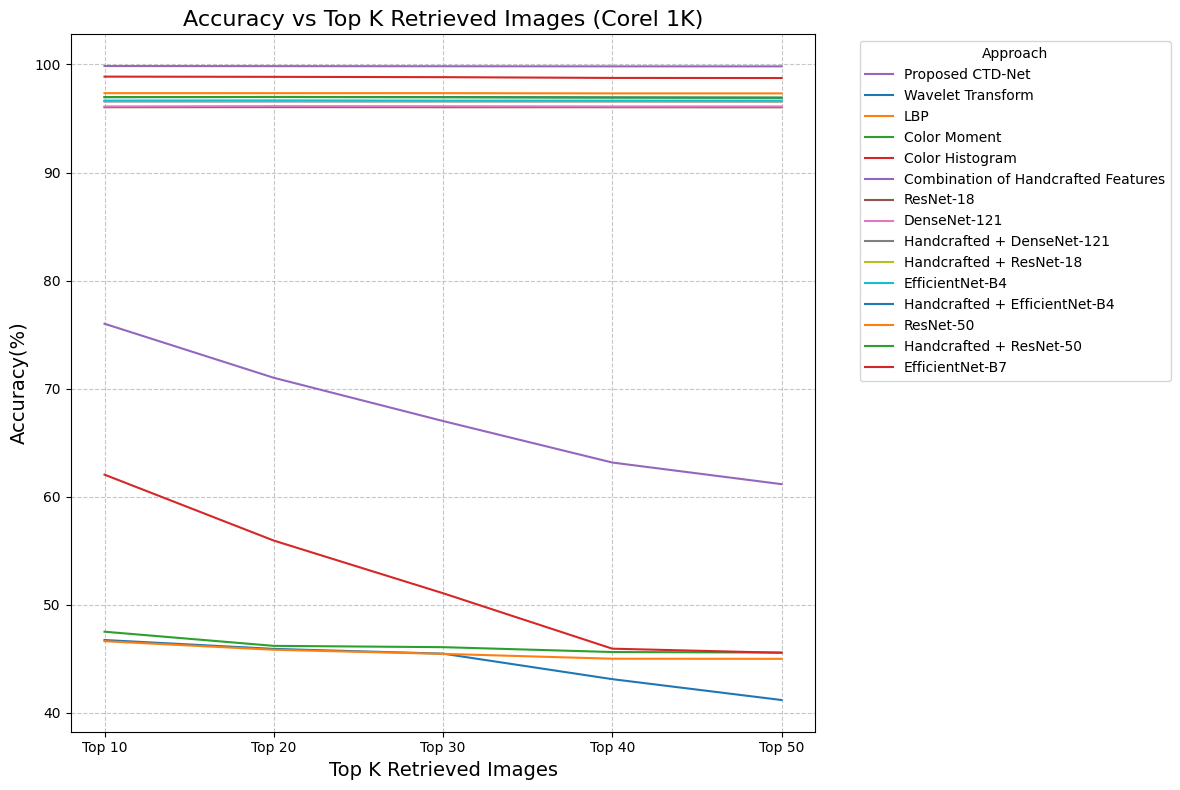 Accuracy vs Top K Retrieved Images (Corel 1K)
Accuracy(%)
100
90
80
70
60
50
40
Top 10 Top 20 Top 30 Top 40 Top 50
Top K Retrieved Images
Approach
Proposed CTD-Net
Wavelet Transform
LBP
Color Moment
Color Histogram
Combination of Handcrafted Features
ResNet-18
DenseNet-121
Handcrafted + DenseNet-121
Handcrafted + ResNet-18
EfficientNet-B4
Handcrafted + EfficientNet-B4
ResNet-50
Handcrafted + ResNet-50
EfficientNet-B7